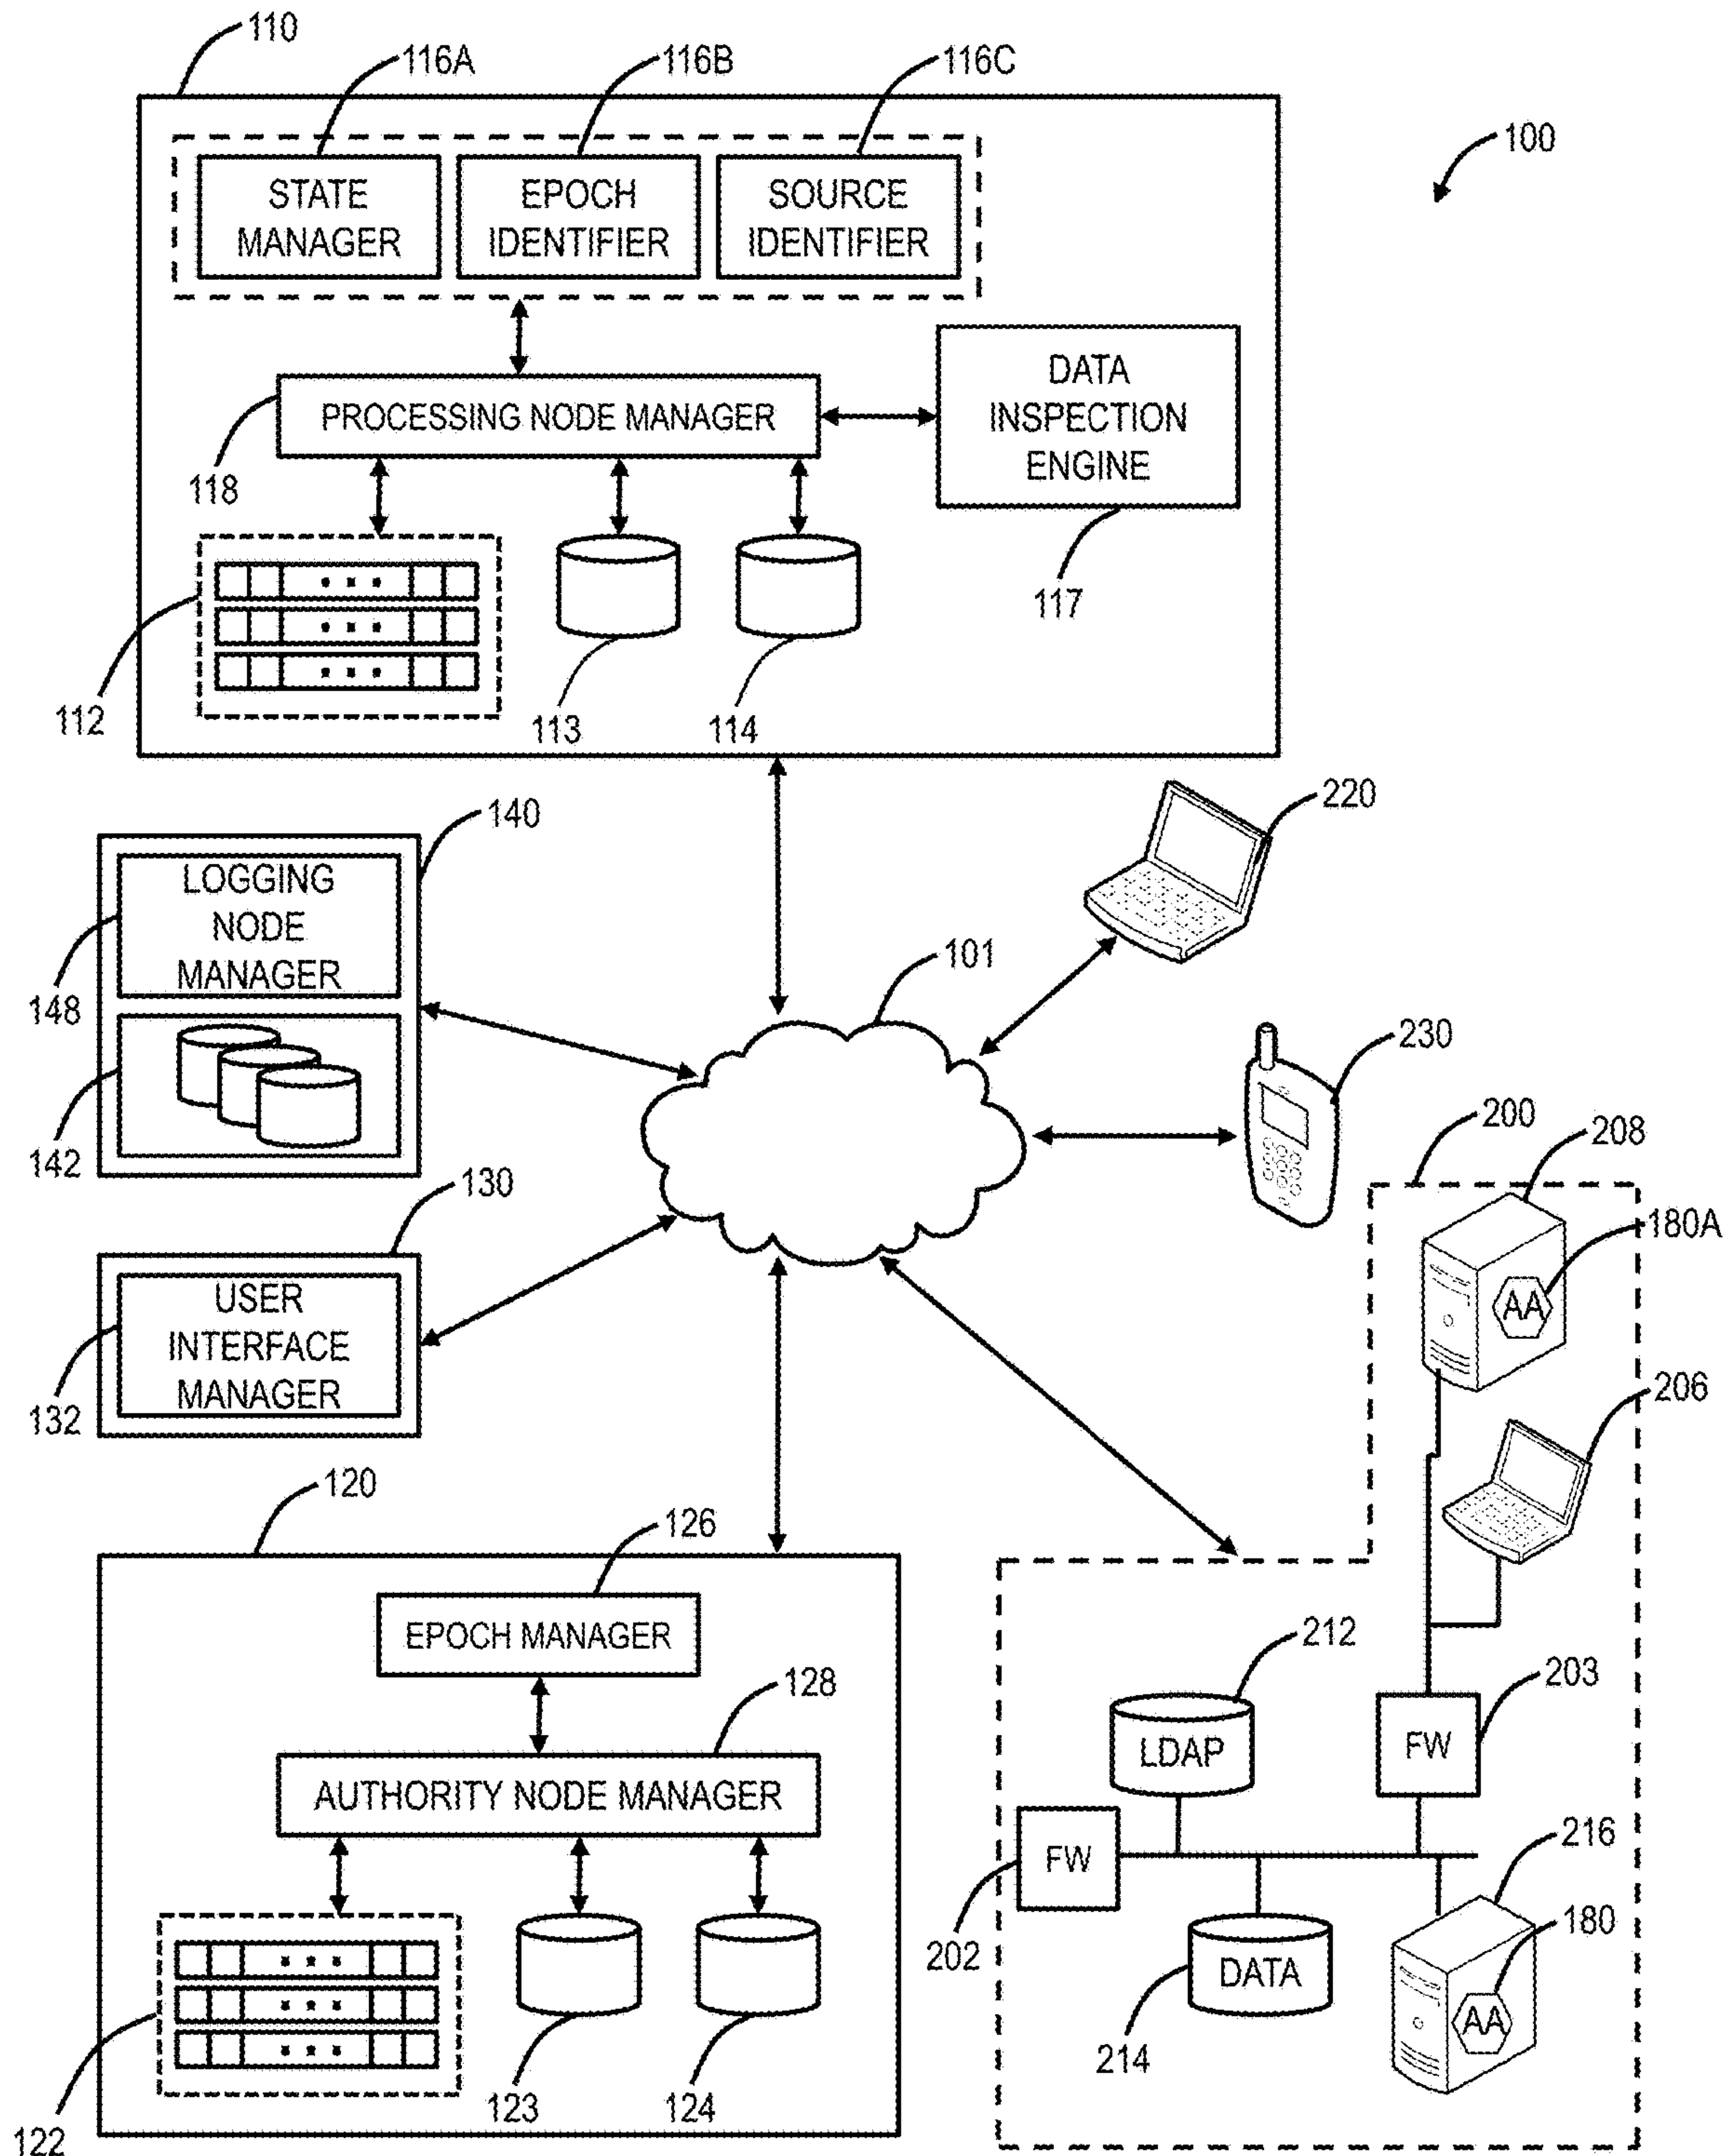 110
116A
116B
116C
100
STATE
MANAGER
EPOCH
IDENTIFIER
SOURCE
IDENTIFIER
DATA
INSPECTION
ENGINE
PROCESSING NODE MANAGER
118
117
112
113
114
140
220
LOGGING
NODE
MANAGER
148
101
142
230
200
208
180A
AA
130
USER
INTERFACE
MANAGER
132
206
120
126
EPOCH MANAGER
212
128
203
LDAP
FW
AUTHORITY NODE MANAGER
FW
216
180
202
DATA
AA
214
123
124
122